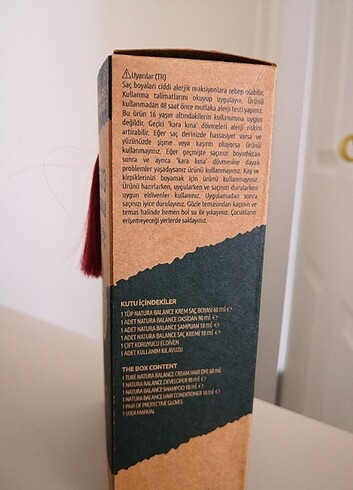 ⚠Uyarılar (TR)
Saç boyaları ciddi alerjik reaksiyonlara sebep olabilir.
Kullanma talimatlarını okuyup uygulayın. Ürünü
kullanmadan 48 saat önce mutlaka alerji testi yapınız.
Bu ürün 16 yaşın altındakilerin kullanımına uygun
değildir. Geçici 'kara kına' dövmeleri alerji riskini
artırabilir. Eğer saç derinizde hassasiyet varsa ve
yüzünüzde şişme veya kaşıntı oluyorsa ürünü
kullanmayınız. Eğer geçmişte saçınızı boyadıktan
sonra ve ayrıca 'kara kına' dövmesine dayalı
problemler yaşadıysanız ürünü kullanmayınız. Kaş ve
kirpiklerinizi boyamak için ürünü kullanmayınız.
Ürünü hazırlarken, uygularken ve saçınızı durularken
uygun eldivenler kullanınız. Uygulamadan sonra
saçınızı iyice durulayınız. Gözle temasından kaçının ve
temas halinde hemen bol su ile yıkayınız. Çocukların
erişemeyeceği yerlerde saklayınız.
KUTU İÇİNDEKİLER
1 TÜP NATURA BALANCE KREM SAÇ BOYASI 60 ml ℮
1 ADET NATURA BALANCE OKSİDAN 90 ml ℮
1 ADET NATURA BALANCE ŞAMPUAN 10 ml ℮
1 ADET NATURA BALANCE SAÇ KREMİ 10 ml ℮
1 ÇİFT KORUYUCU ELDİVEN
1 ADET KULLANIM KILAVUZU
THE BOX CONTENT
1 TUBE NATURA BALANCE CREAM HAIR DYE 60 ml
1 NATURA BALANCE DEVELOPER 90 ml ℮
1 NATURA BALANCE SHAMPOO 10 ml ℮
1 NATURA BALANCE HAIR CONDITIONER 10 ml ℮
1 PAIR OF PROTECTIVE GLOVES
1 USER MANUAL